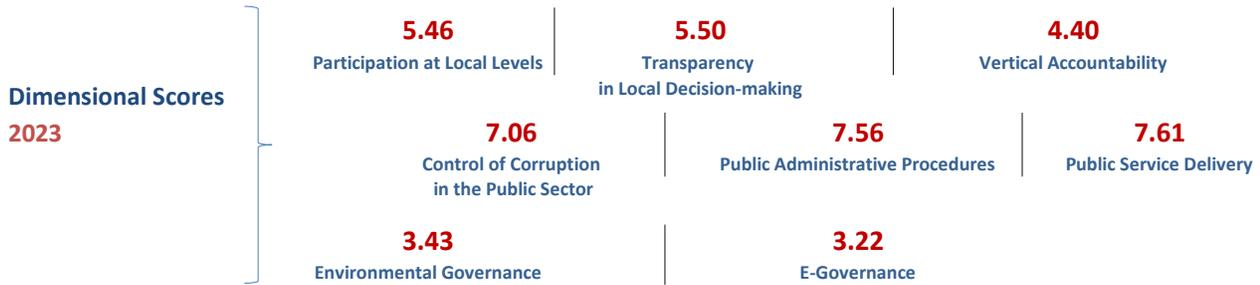 Dimensional Scores
2023
5.46
Participation at Local Levels
5.50
Transparency
in Local Decision-making
4.40
Vertical Accountability
7.06
Control of Corruption
in the Public Sector
7.56
Public Administrative Procedures
7.61
Public Service Delivery
3.43
Environmental Governance
3.22
E-Governance